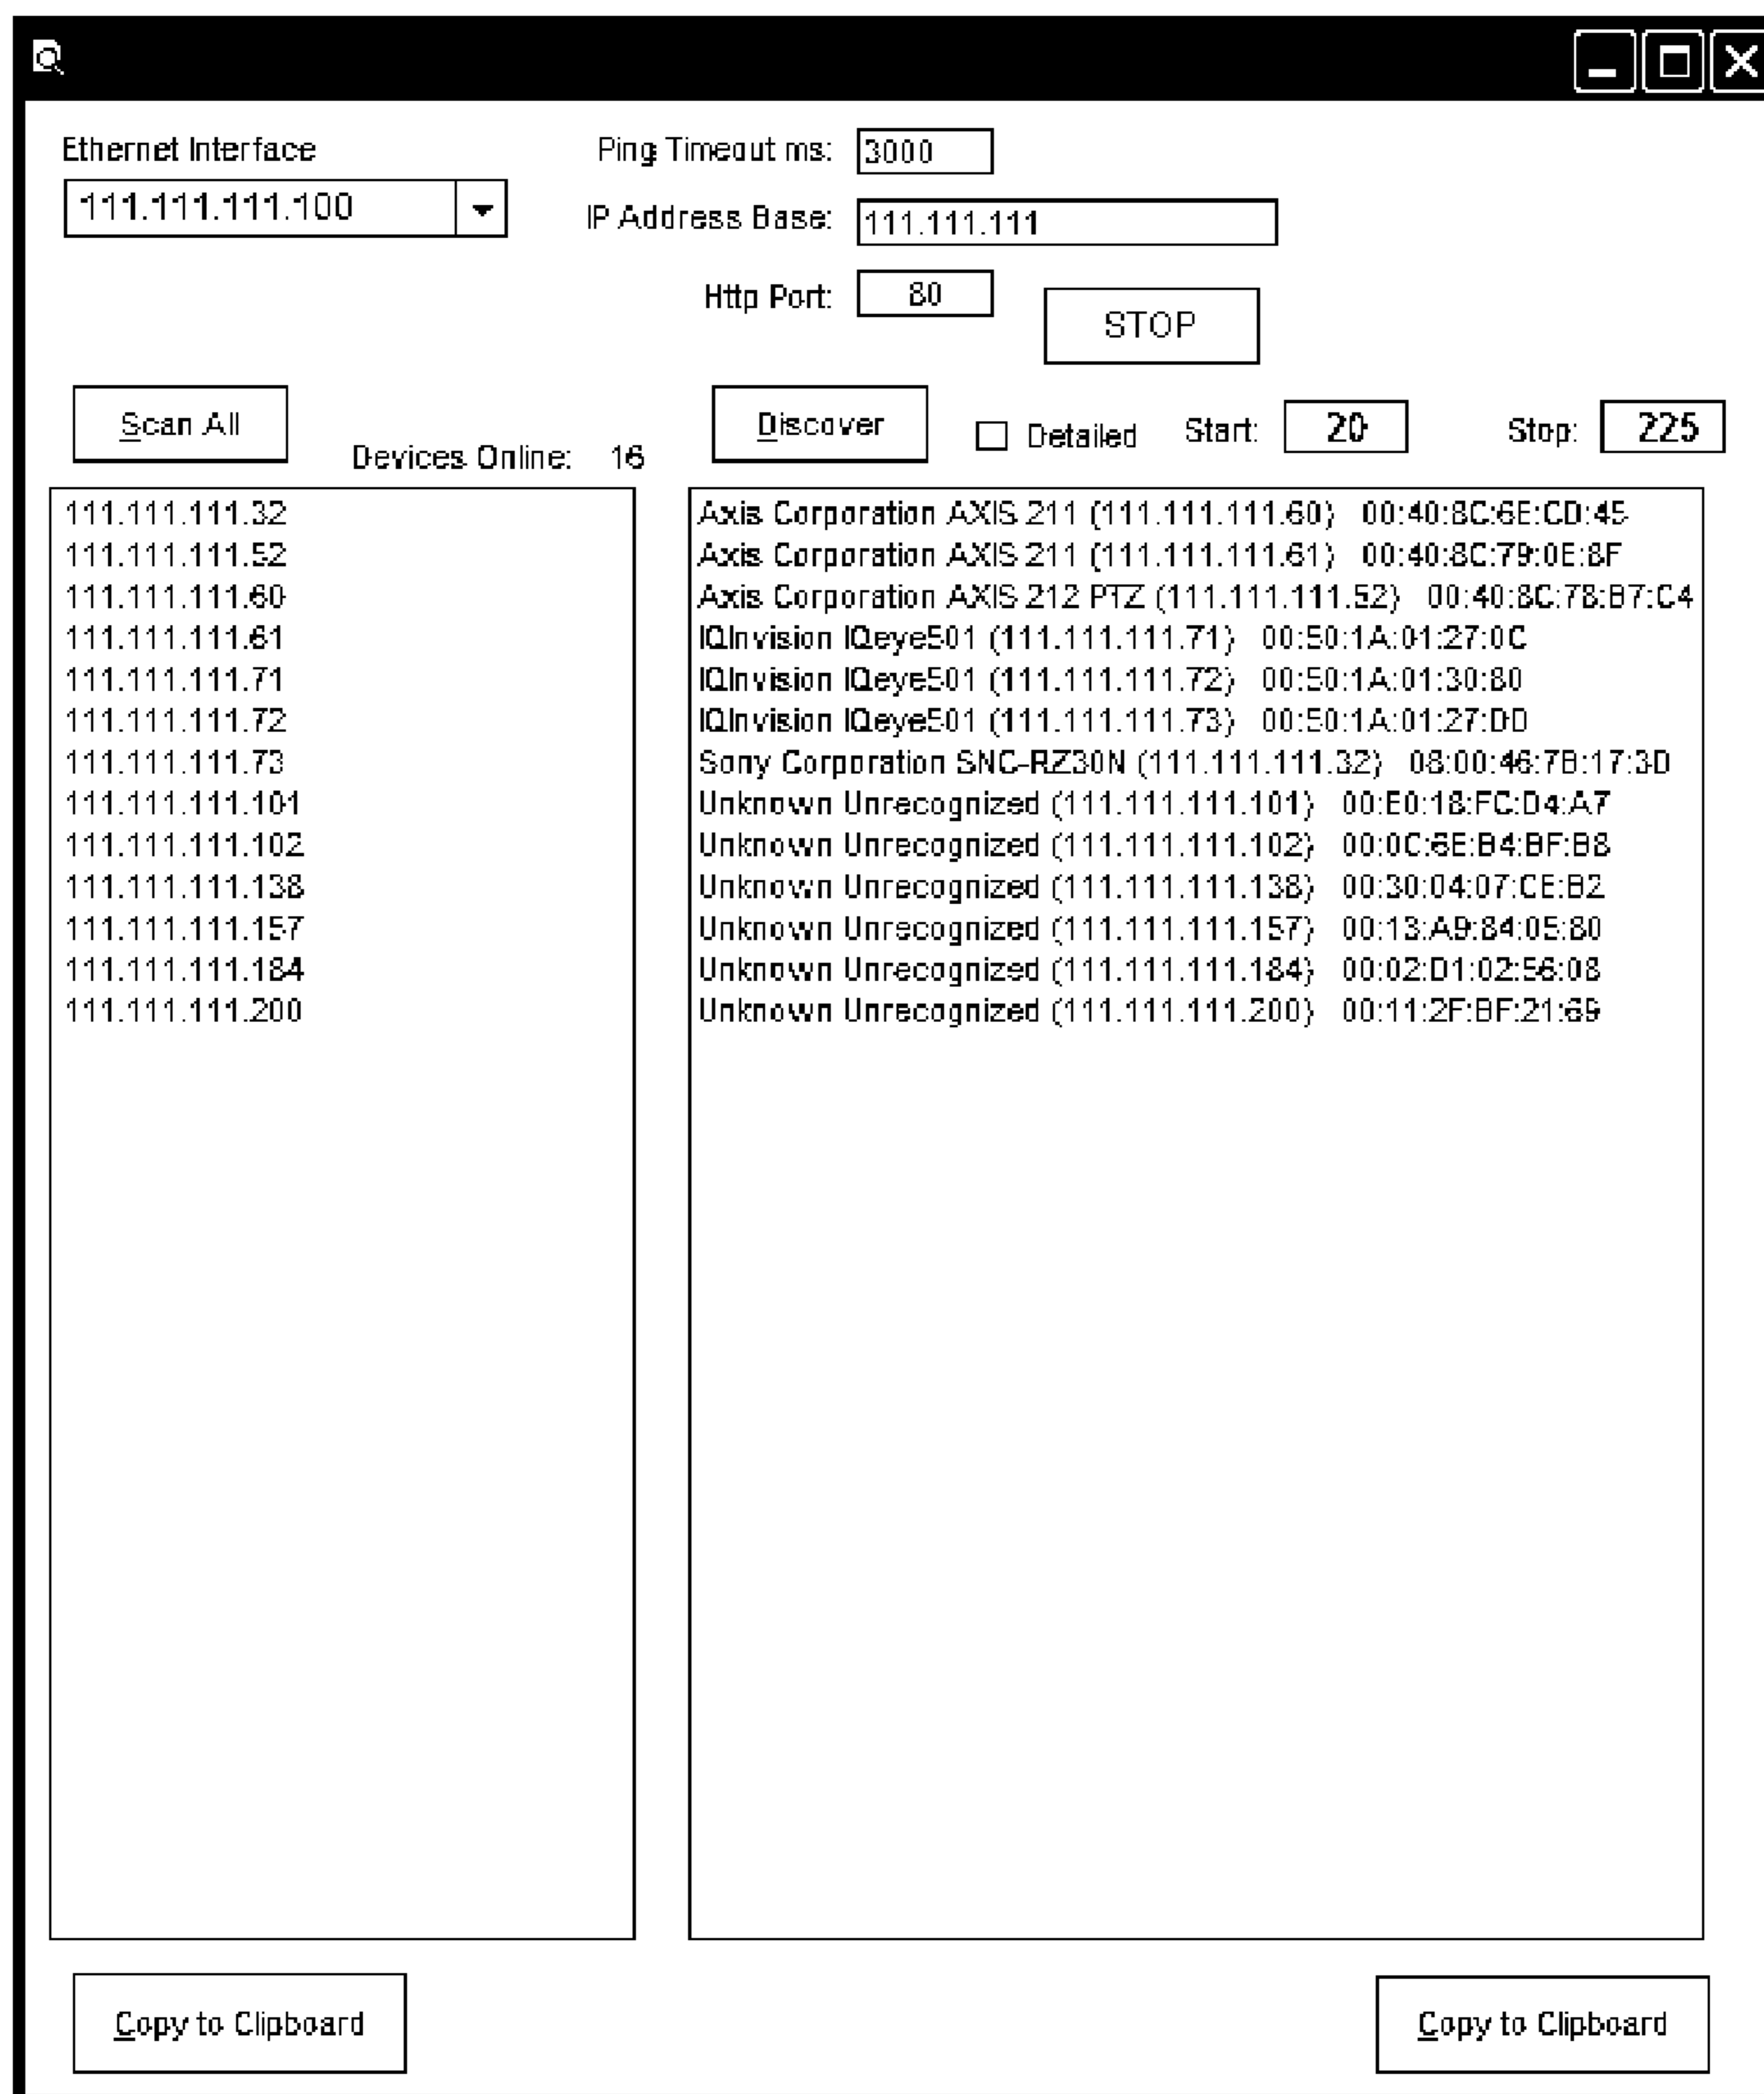 Ethernet Interface
111.111.111.100
Ping Timeout ms: 3000
IP Address Base: 111.111.111
Http Port: 80
STOP
Scan All
Devices Online: 16
Discover
Detailed Start: 20 Stop: 225
111.111.111.32
111.111.111.52
111.111.111.60
111.111.111.61
111.111.111.71
111.111.111.72
111.111.111.73
111.111.111.101
111.111.111.102
111.111.111.138
111.111.111.157
111.111.111.184
111.111.111.200
Axis Corporation AXIS 211 (111.111.111.60) 00:40:8C:6E:CD:45
Axis Corporation AXIS 211 (111.111.111.61) 00:40:8C:79:0E:8F
Axis Corporation AXIS 212 PTZ (111.111.111.52) 00:40:8C:78:B7:C4
IQInvision IQeye501 (111.111.111.71) 00:50:1A:01:27:0C
IQInvision IQeye501 (111.111.111.72) 00:50:1A:01:30:80
IQInvision IQeye501 (111.111.111.73) 00:50:1A:01:27:DD
Sony Corporation SNC-RZ30N (111.111.111.32) 08:00:46:7B:17:3D
Unknown Unrecognized (111.111.111.101) 00:E0:18:FC:D4:A7
Unknown Unrecognized (111.111.111.102) 00:0C:6E:B4:BF:B8
Unknown Unrecognized (111.111.111.138) 00:30:04:07:CE:B2
Unknown Unrecognized (111.111.111.157) 00:13:A9:84:05:80
Unknown Unrecognized (111.111.111.184) 00:02:D1:02:56:08
Unknown Unrecognized (111.111.111.200) 00:11:2F:BF:21:69
Copy to Clipboard
Copy to Clipboard